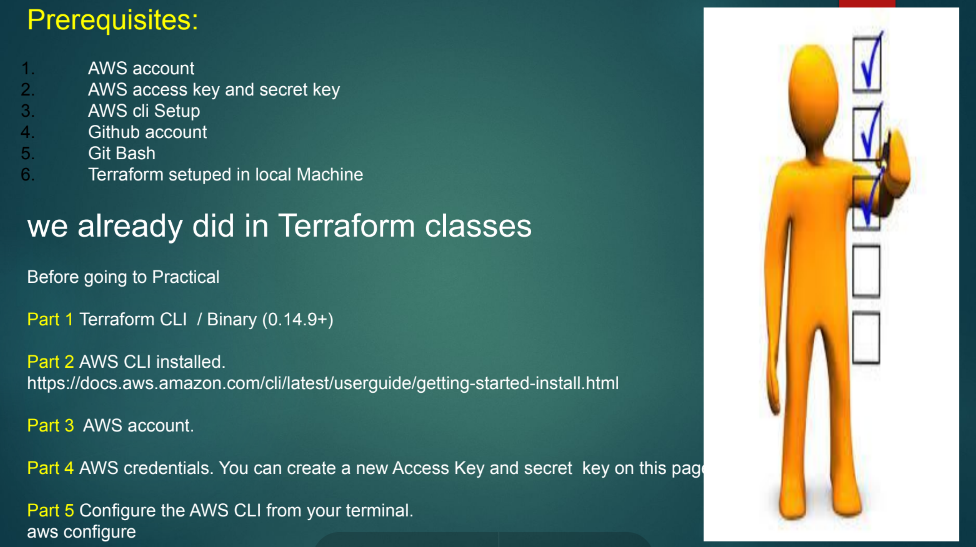 Prerequisites:
1. AWS account
2. AWS access key and secret key
3. AWS cli Setup
4. Github account
5. Git Bash
6. Terraform setuped in local Machine
we already did in Terraform classes
Before going to Practical
Part 1 Terraform CLI / Binary (0.14.9+)
Part 2 AWS CLI installed.
https://docs.aws.amazon.com/cli/latest/userguide/getting-started-install.html
Part 3 AWS account.
Part 4 AWS credentials. You can create a new Access Key and secret key on this page
Part 5 Configure the AWS CLI from your terminal.
aws configure